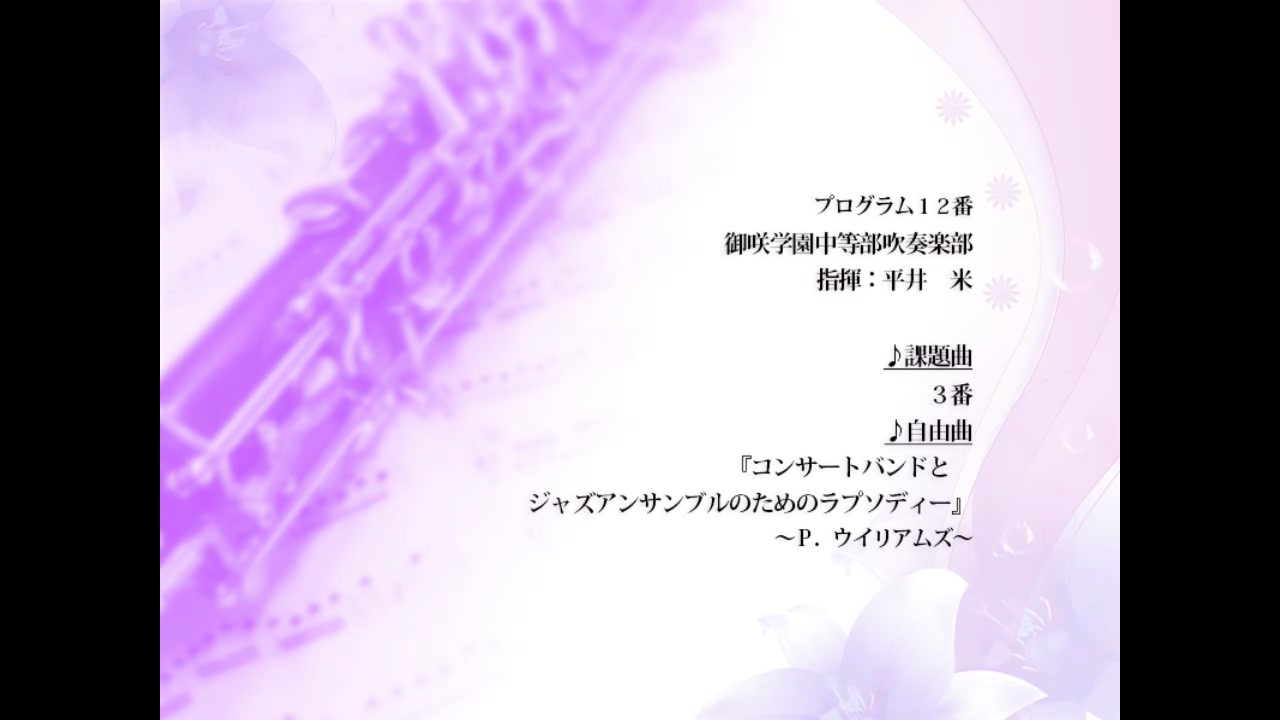 プログラム１２番
御咲学園中等部吹奏楽部
指揮：平井　米
♪課題曲
３番
♪自由曲
『コンサートバンドと
ジャズアンサンブルのためのラプソディー』
～Ｐ．ウイリアムズ～